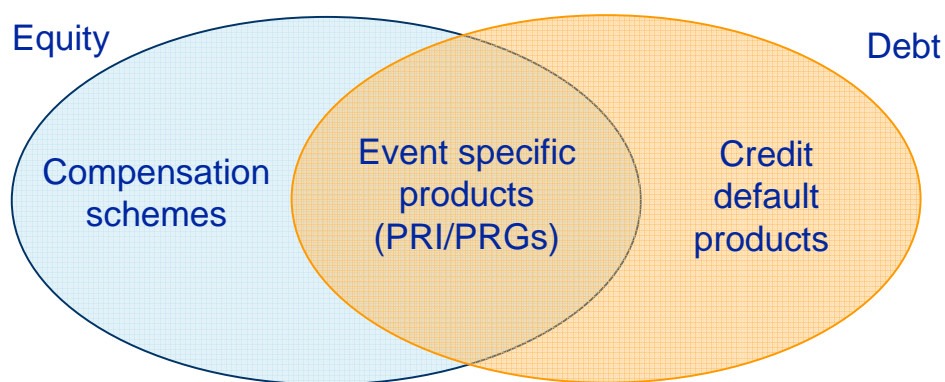 Equity
Debt
Compensation
schemes
Event specific
products
(PRI/PRGs)
Credit
default
products